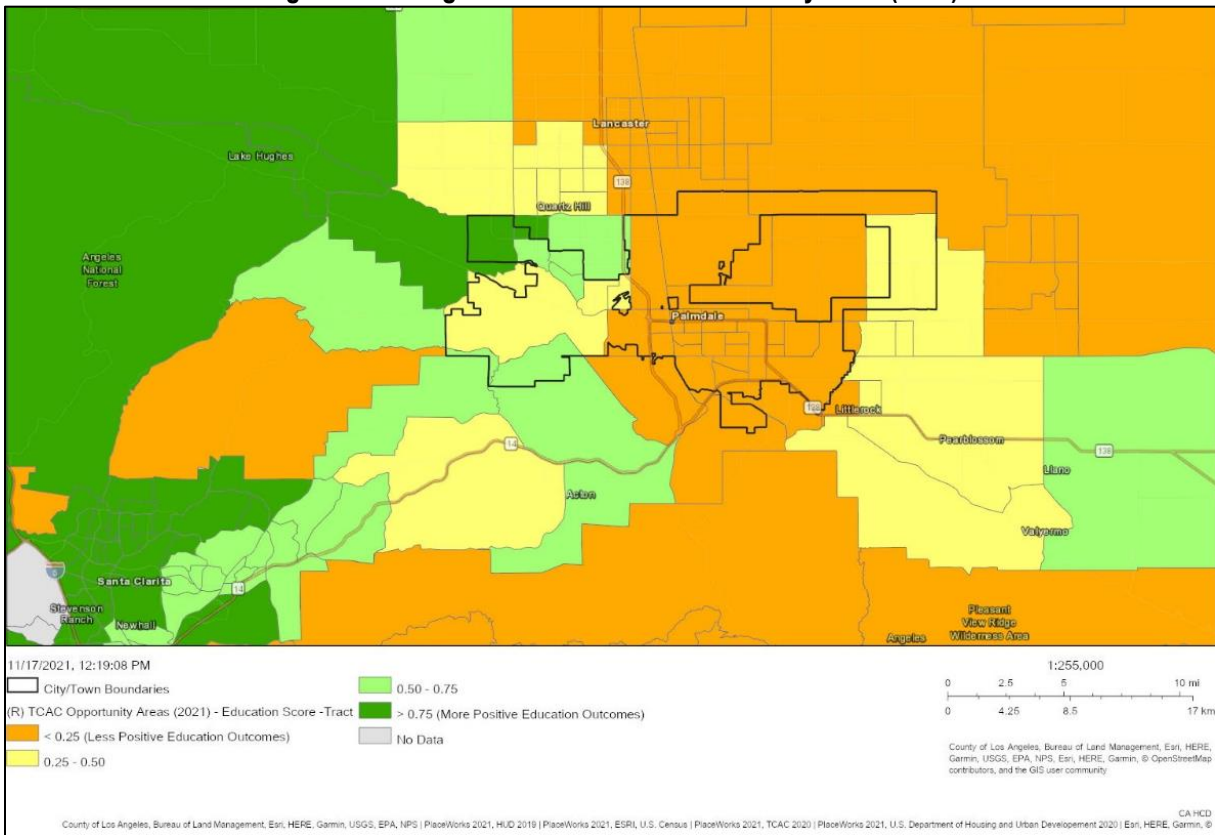 Lancaster
Lake Hughes
138
Quartz Hill
Angeles
National
Forest
Palmdale
138
Littlerock
Pearblossom
138
14
Llano
Acton
Valyermo
5
Santa Clarita
14
Stevenson
Ranch
Newhall
Pleasant
View Ridge
Wilderness Area
Angeles
11/17/2021, 12:19:08 PM
City/Town Boundaries
(R) TCAC Opportunity Areas (2021) - Education Score -Tract
< 0.25 (Less Positive Education Outcomes)
0.25 - 0.50
0.50 - 0.75
> 0.75 (More Positive Education Outcomes)
No Data
1:255,000
0 2.5 5 10 mi
0 4.25 8.5 17 km
County of Los Angeles, Bureau of Land Management, Esri, HERE,
Garmin, USGS, EPA, NPS, Esri, HERE, Garmin, © OpenStreetMap
contributors, and the GIS user community
CA HCD
County of Los Angeles, Bureau of Land Management, Esri, HERE, Garmin, USGS, EPA, NPS | PlaceWorks 2021, HUD 2019 | PlaceWorks 2021, ESRI, U.S. Census | PlaceWorks 2021, TCAC 2020 | PlaceWorks 2021, U.S. Department of Housing and Urban Development 2020 | Esri, HERE, Garmin, ©